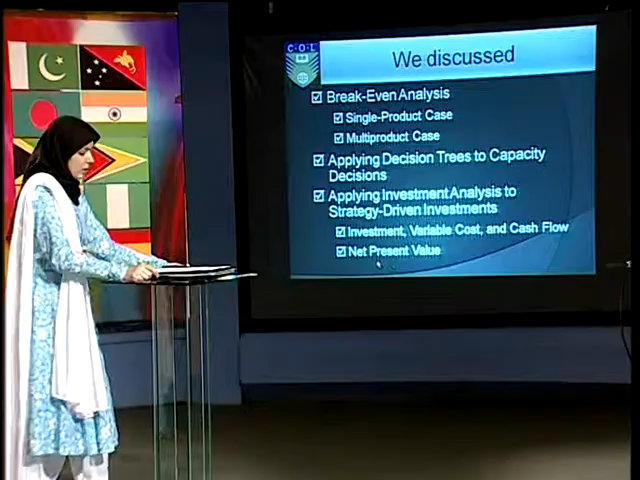 C-O-L
We discussed
☑ Break-Even Analysis
☑ Single-Product Case
☑ Multiproduct Case
☑ Applying Decision Trees to Capacity
Decisions
☑ Applying Investment Analysis to
Strategy-Driven Investments
☑ Investment, Variable Cost, and Cash Flow
☑ Net Present Value